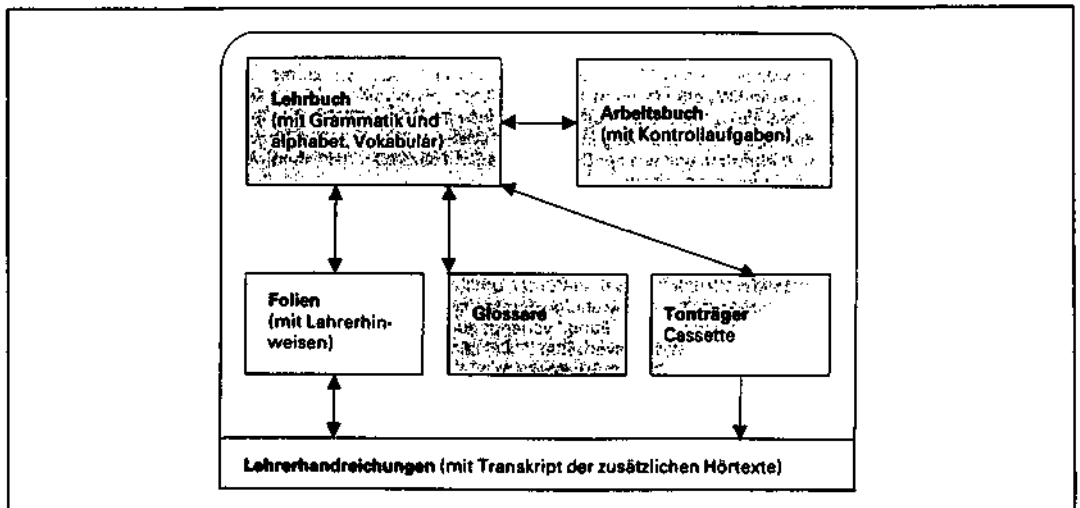 Lehrbuch
(mit Grammatik und
alphabet. Vokabular)
Arbeitsbuch
(mit Kontrollaufgaben)
Folien
(mit Lehrerhin-
weisen)
Glossare
Tonträger
Cassette
Lehrerhandreichungen (mit Transkript der zusätzlichen Hörtexte)